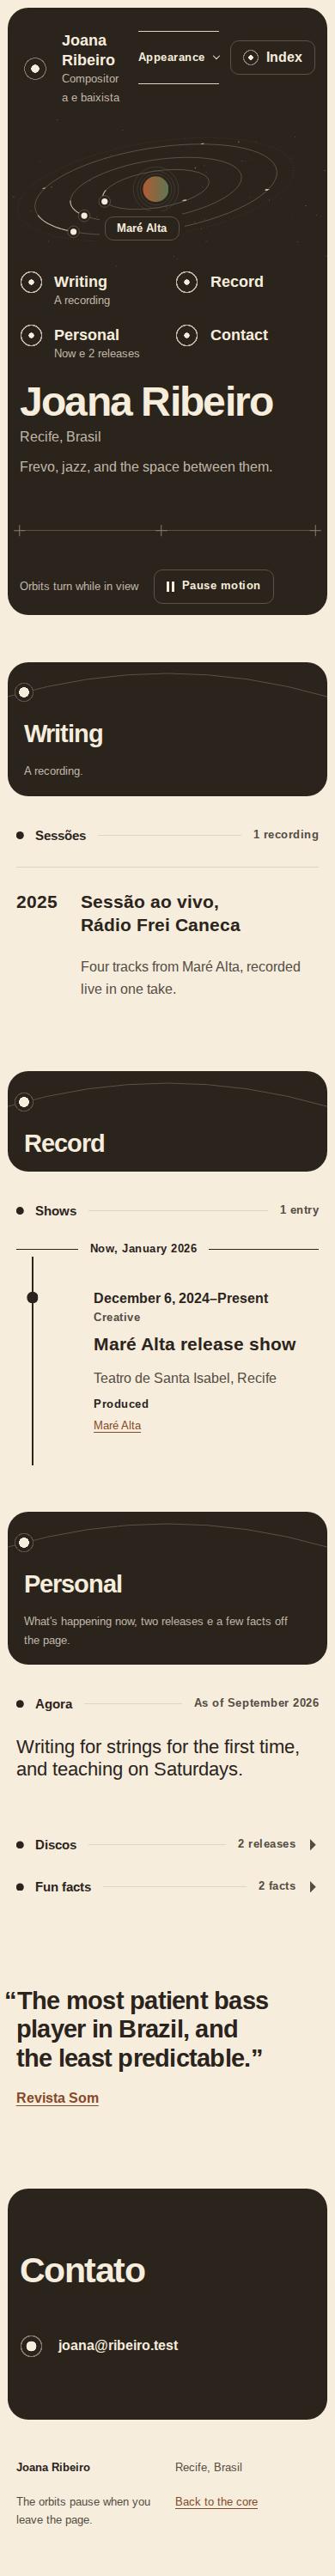 Joana
Ribeiro
Compositor
a e baixista
Appearance
Index
Maré Alta
Writing
A recording
Record
Personal
Now e 2 releases
Contact
Joana Ribeiro
Recife, Brasil
Frevo, jazz, and the space between them.
Orbits turn while in view
Pause motion
Writing
A recording.
Sessões
1 recording
2025
Sessão ao vivo,
Rádio Frei Caneca
Four tracks from Maré Alta, recorded
live in one take.
Record
Shows
1 entry
Now, January 2026
December 6, 2024–Present
Creative
Maré Alta release show
Teatro de Santa Isabel, Recife
Produced
Maré Alta
Personal
What's happening now, two releases e a few facts off
the page.
Agora
As of September 2026
Writing for strings for the first time,
and teaching on Saturdays.
Discos
2 releases
Fun facts
2 facts
“The most patient bass
player in Brazil, and
the least predictable.”
Revista Som
Contato
joana@ribeiro.test
Joana Ribeiro
Recife, Brasil
The orbits pause when you
leave the page.
Back to the core